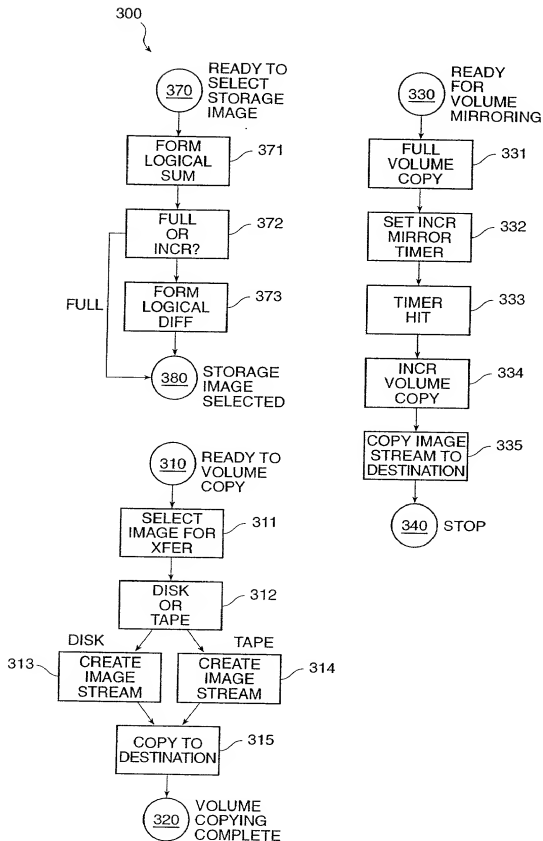 300
370
READY TO
SELECT
STORAGE
IMAGE
FORM
LOGICAL
SUM
371
FULL
OR
INCR?
372
FULL
FORM
LOGICAL
DIFF
373
380
STORAGE
IMAGE
SELECTED
310
READY TO
VOLUME
COPY
SELECT
IMAGE FOR
XFER
311
DISK
OR
TAPE
312
DISK
TAPE
313
CREATE
IMAGE
STREAM
CREATE
IMAGE
STREAM
314
COPY TO
DESTINATION
315
320
VOLUME
COPYING
COMPLETE
330
READY
FOR
VOLUME
MIRRORING
FULL
VOLUME
COPY
331
SET INCR
MIRROR
TIMER
332
TIMER
HIT
333
INCR
VOLUME
COPY
334
COPY IMAGE
STREAM TO
DESTINATION
335
340
STOP